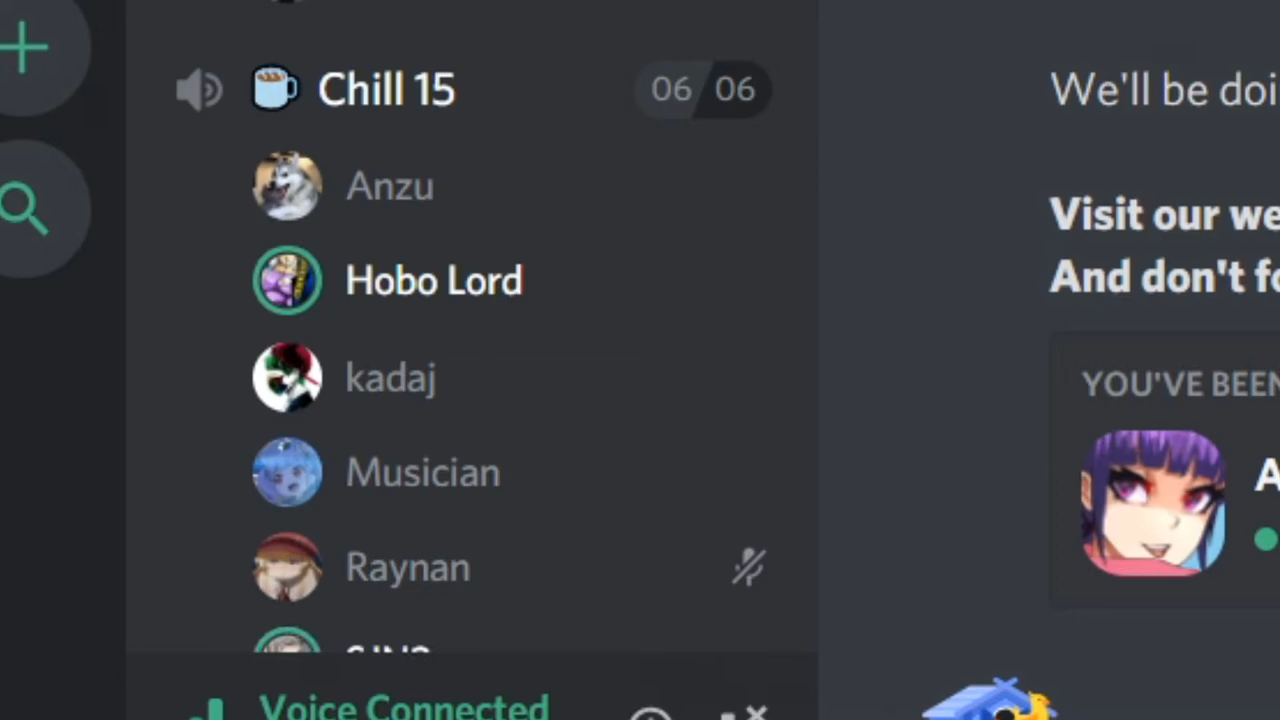 Chill 15
06 06
We'll be doi
Anzu
Visit our we
Hobo Lord
And don't fo
kadaj
YOU'VE BEEN
Musician
A
Raynan
Voice Connected